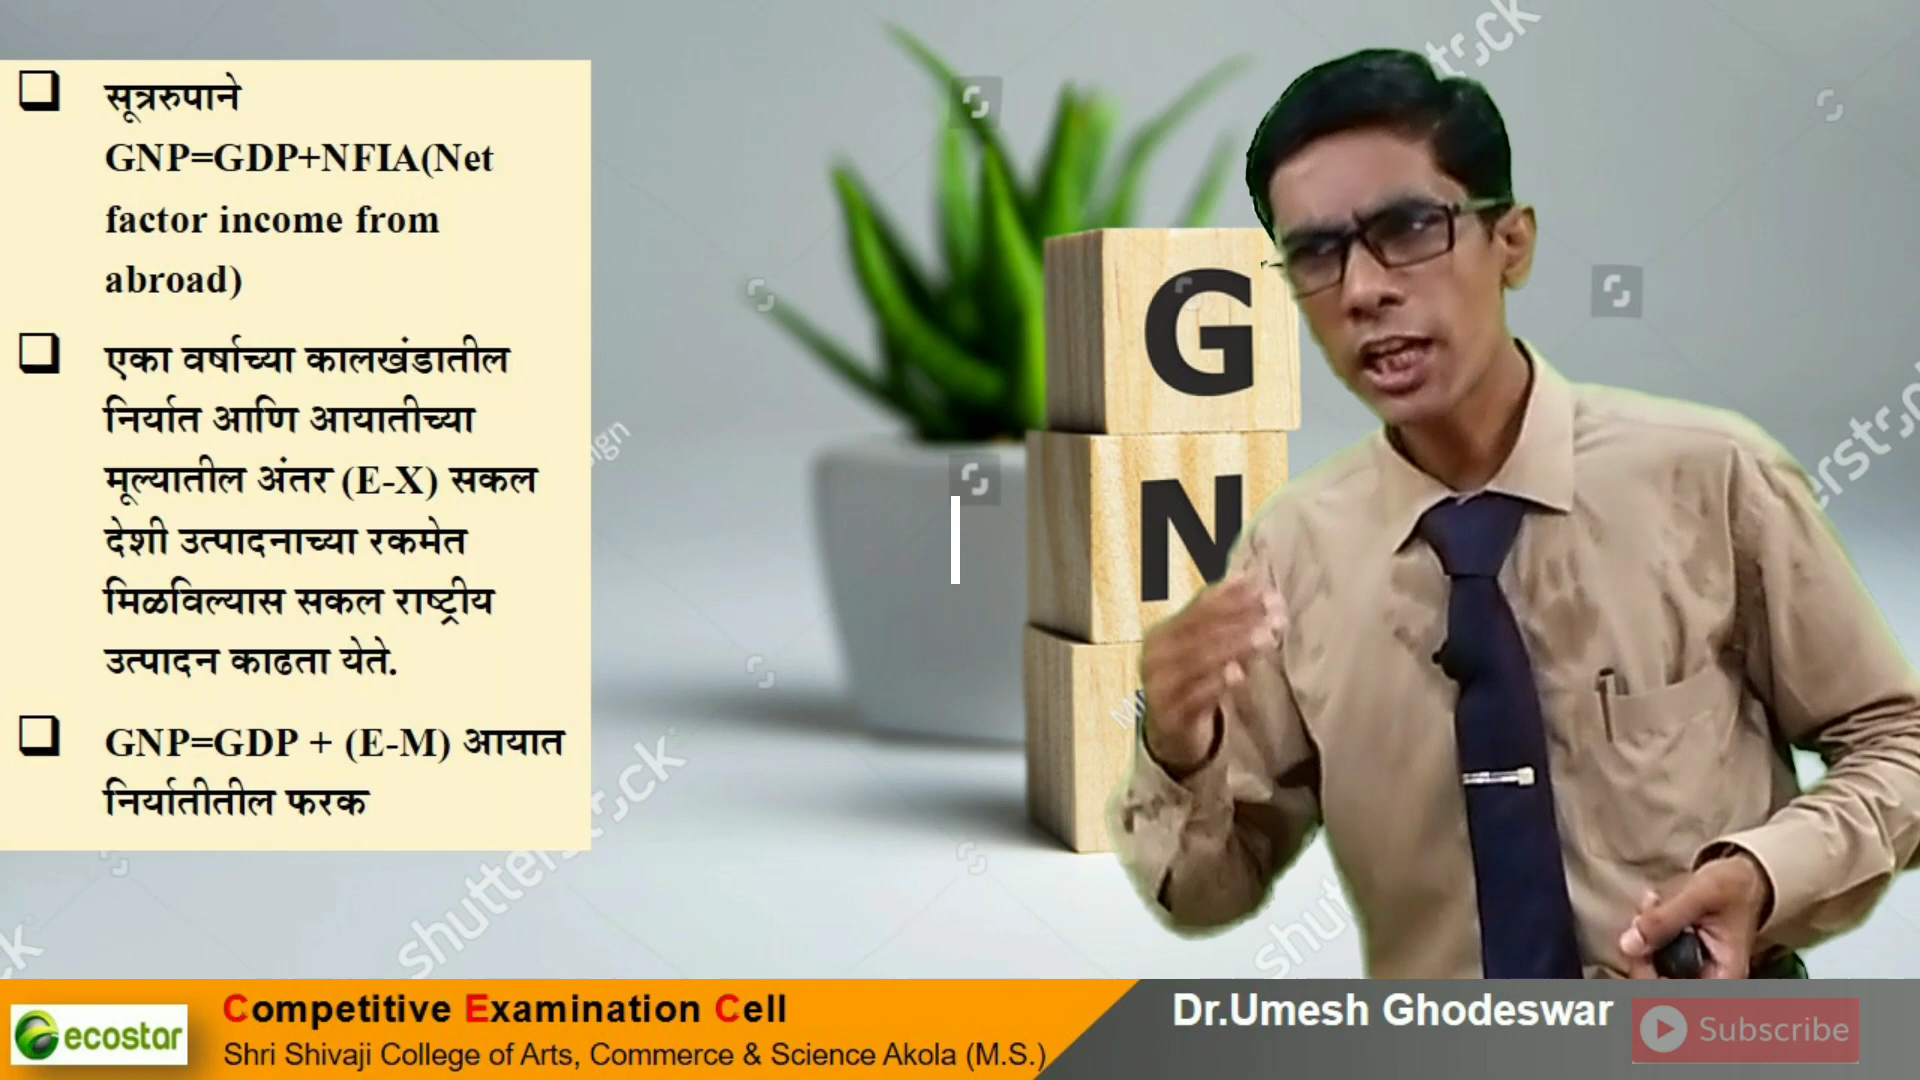 सूत्ररुपाने
GNP=GDP+NFIA(Net
factor income from
abroad)
एका वर्षाच्या कालखंडातील
निर्यात आणि आयातीच्या
मूल्यातील अंतर (E-X) सकल
देशी उत्पादनाच्या रकमेत
मिळविल्यास सकल राष्ट्रीय
उत्पादन काढता येते.
GNP=GDP + (E-M) आयात
निर्यातीतील फरक
G
N
shutterstock
ecostar
Competitive Examination Cell
Shri Shivaji College of Arts, Commerce & Science Akola (M.S.)
Dr.Umesh Ghodeswar
Subscribe